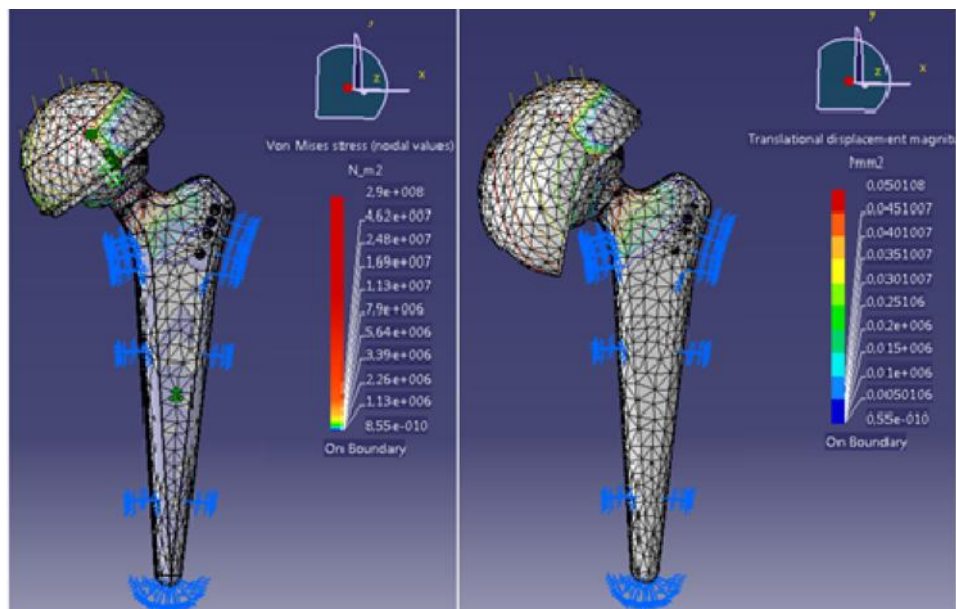 y
x
z
Von Mises stress (nodal values)
N_m2
2.9e+008
4.62e+007
2.48e+007
1.69e+007
1.13e+007
7.9e+006
5.64e+006
3.39e+006
2.26e+006
1.13e+006
8.55e-010
On Boundary
y
x
z
Translational displacement magnit
mm2
0,050108
0,0451007
0,0401007
0,0351007
0,0301007
0,025106
0,02e+006
0,015+006
0,01e+006
0,0050106
0,55e-010
On Boundary